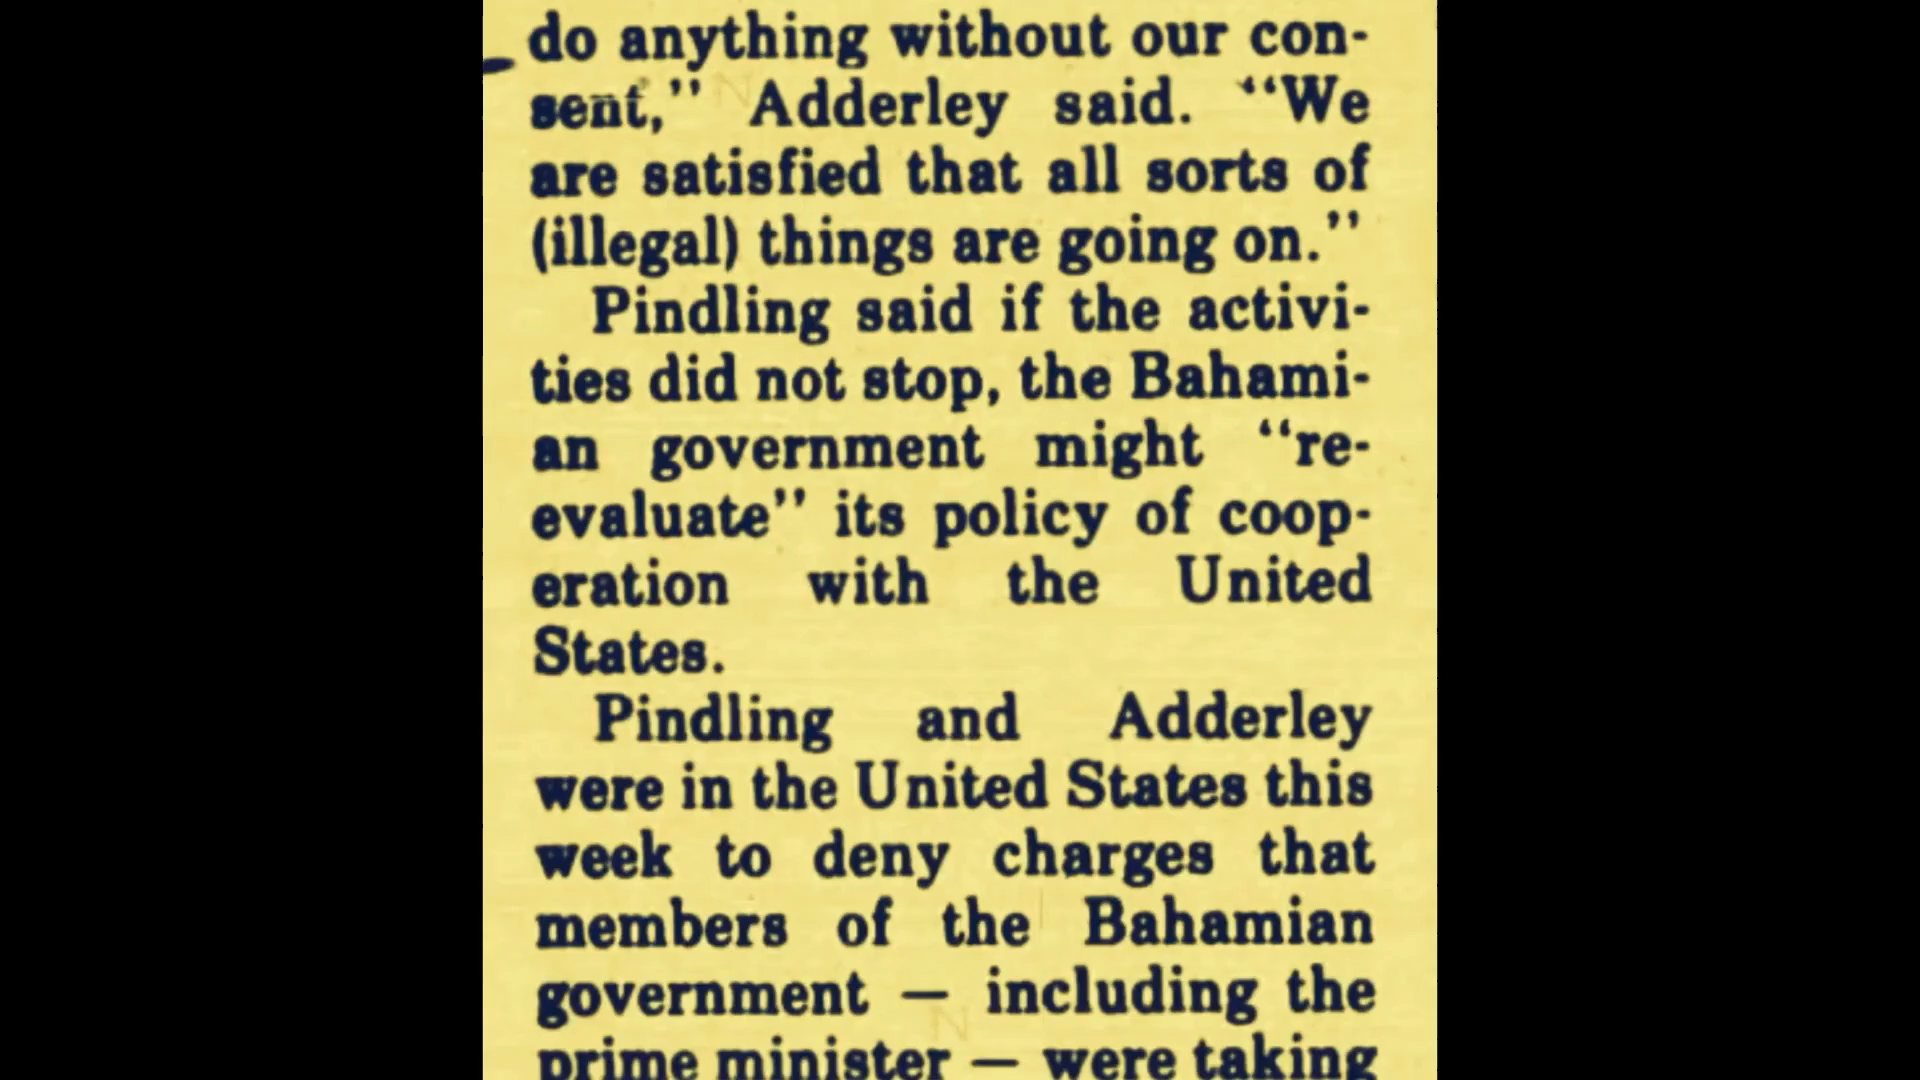 do anything without our con-
sent,'' Adderley said. ``We
are satisfied that all sorts of
(illegal) things are going on.''
Pindling said if the activi-
ties did not stop, the Bahami-
an government might ``re-
evaluate'' its policy of coop-
eration with the United
States.
Pindling and Adderley
were in the United States this
week to deny charges that
members of the Bahamian
government — including the
prime minister — were taking